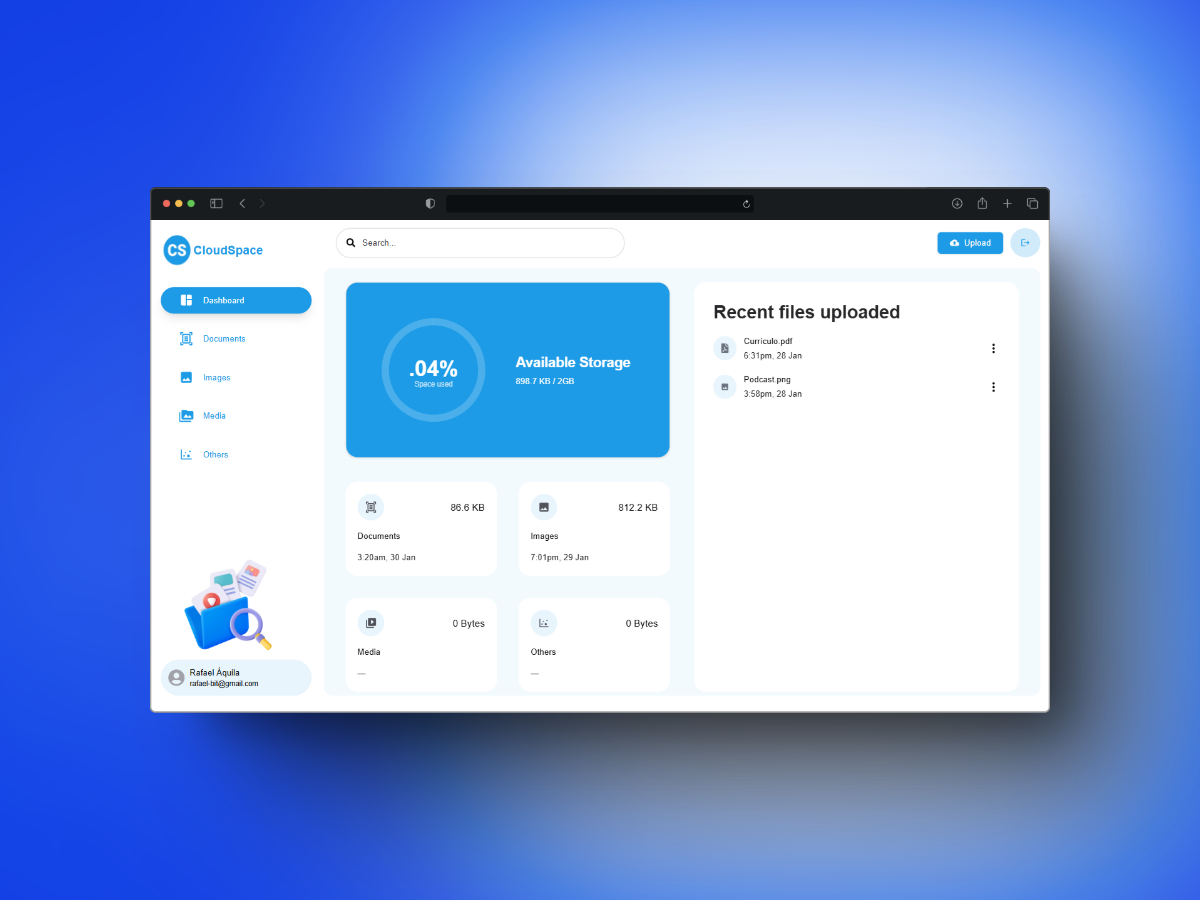 CS CloudSpace
Search...
Upload
Dashboard
Documents
Images
Media
Others
Rafael Áquila
rafael-bit@gmail.com
.04%
Space used
Available Storage
898.7 KB / 2GB
86.6 KB
Documents
3:20am, 30 Jan
812.2 KB
Images
7:01pm, 29 Jan
0 Bytes
Media
—
0 Bytes
Others
—
Recent files uploaded
Currículo.pdf
6:31pm, 28 Jan
Podcast.png
3:58pm, 28 Jan